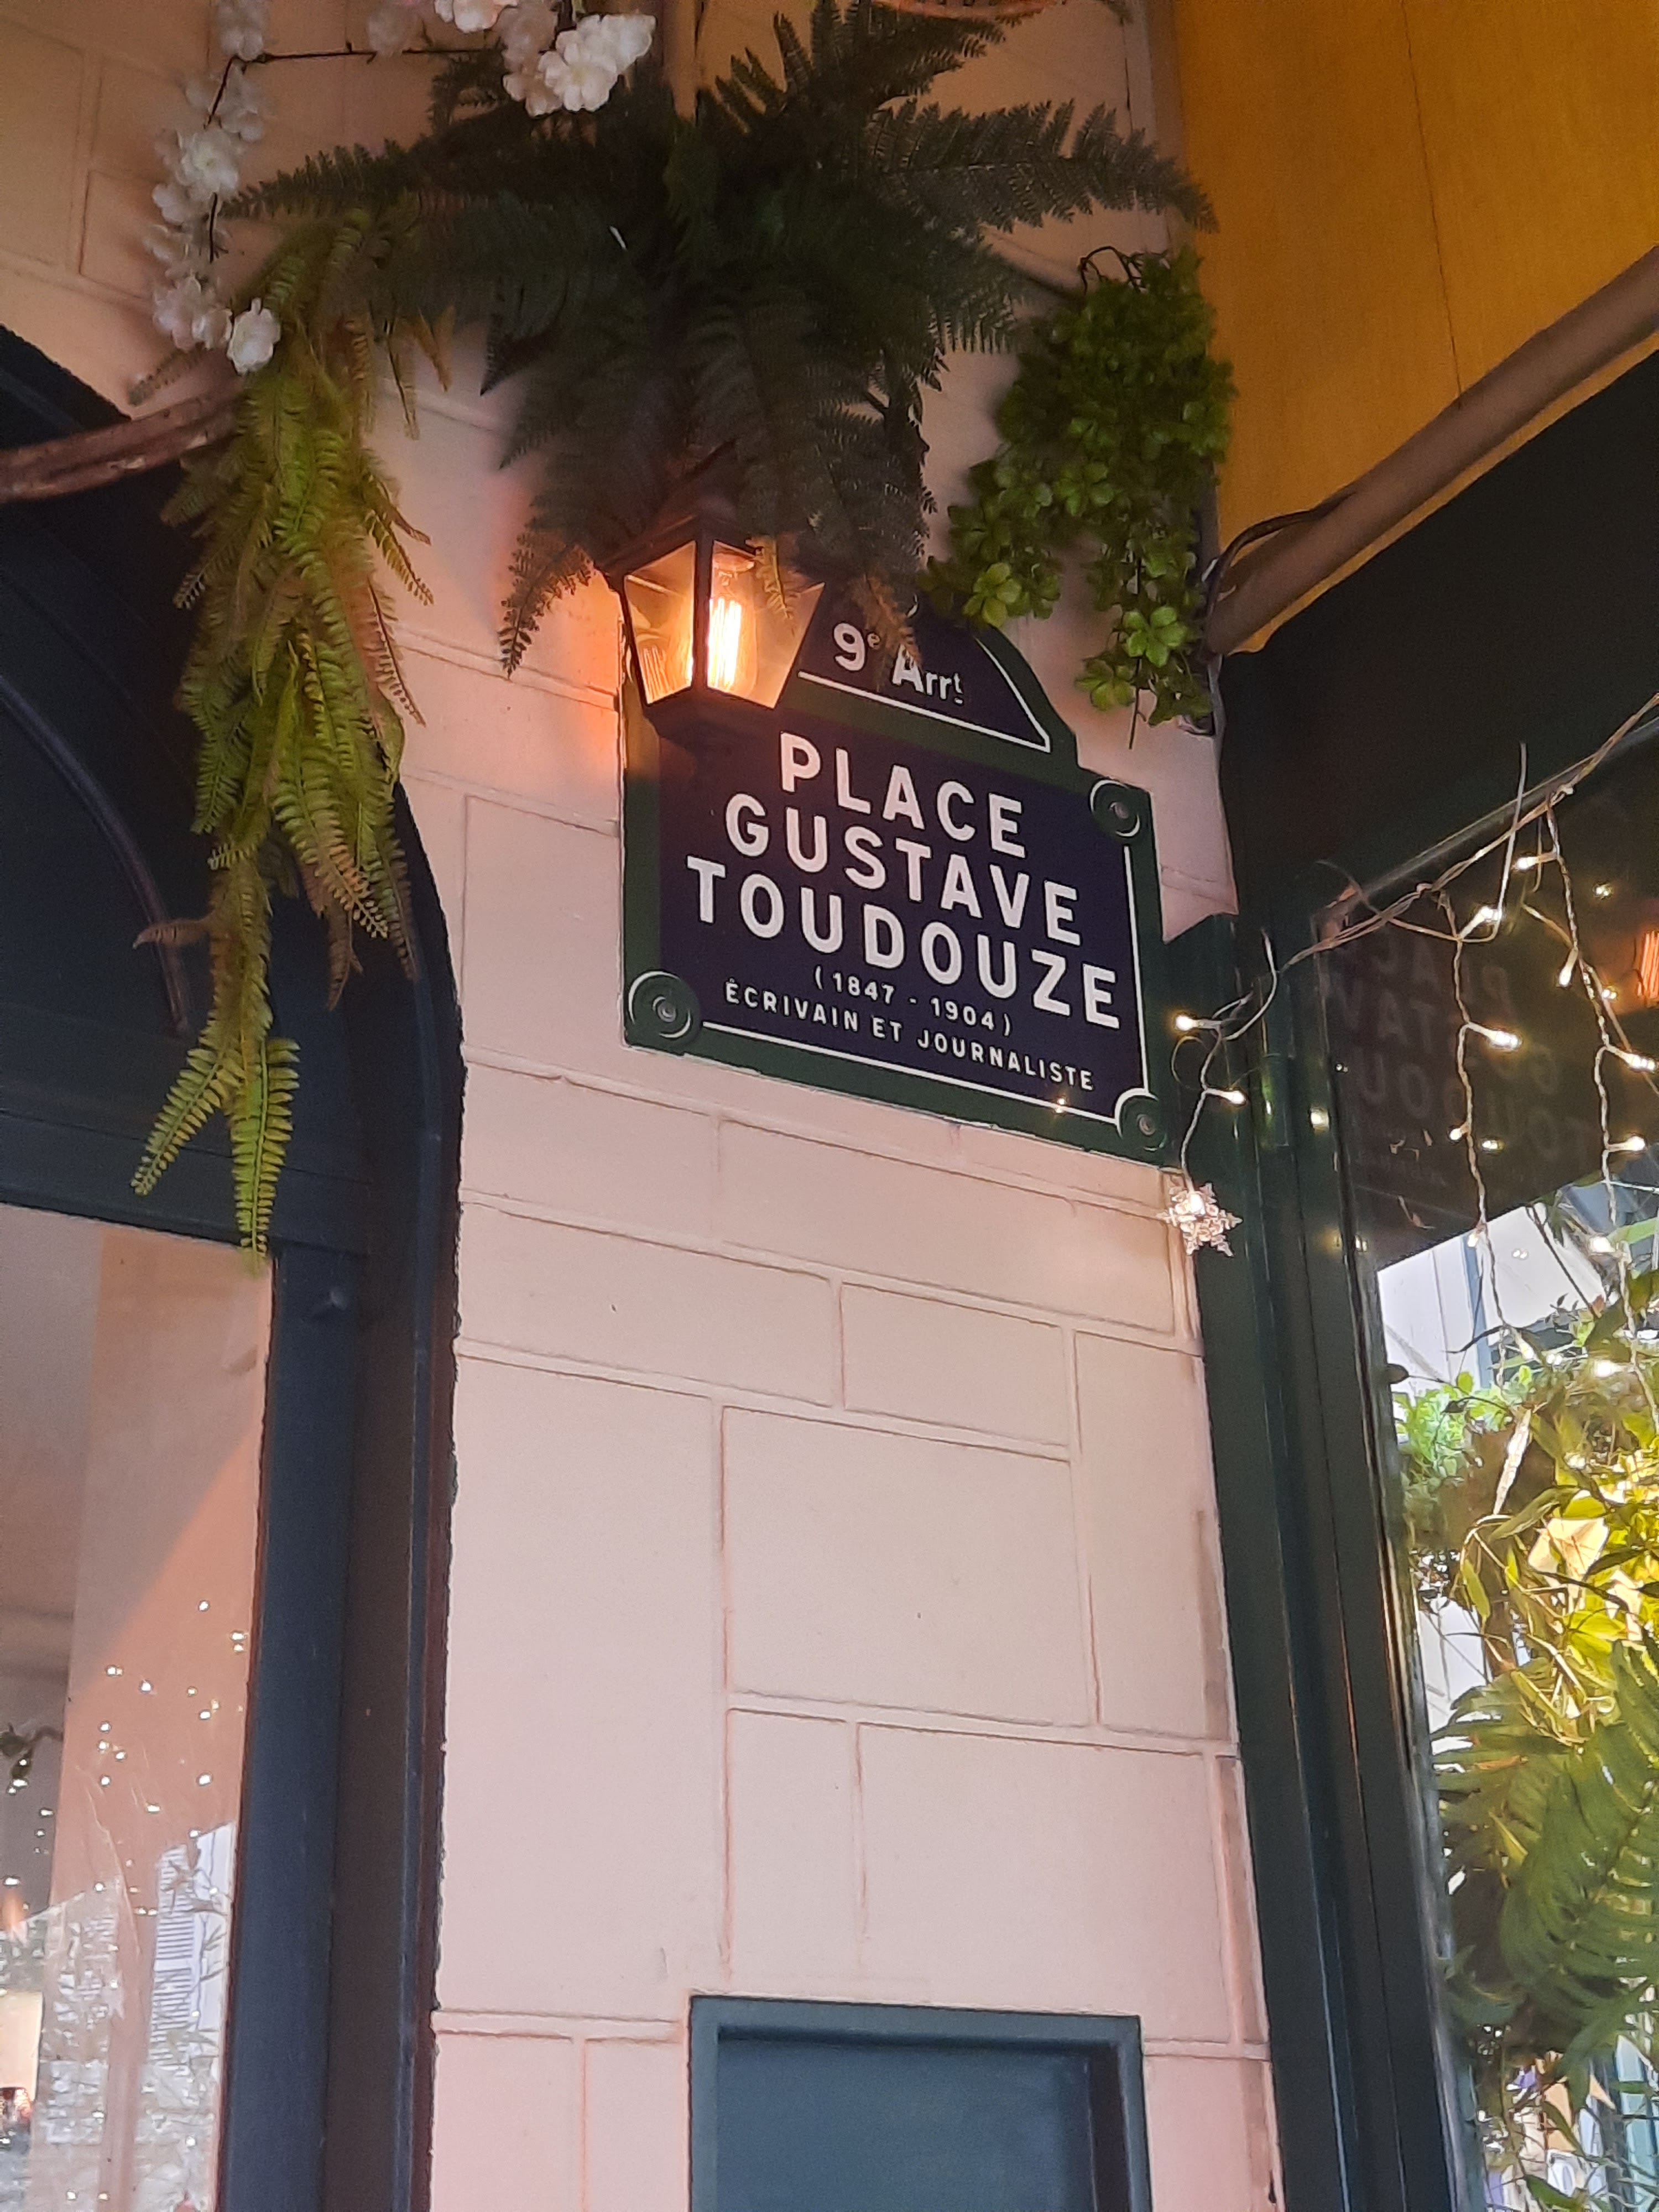 9e Arrt
PLACE
GUSTAVE
TOUDOUZE
(1847 - 1904)
ÉCRIVAIN ET JOURNALISTE